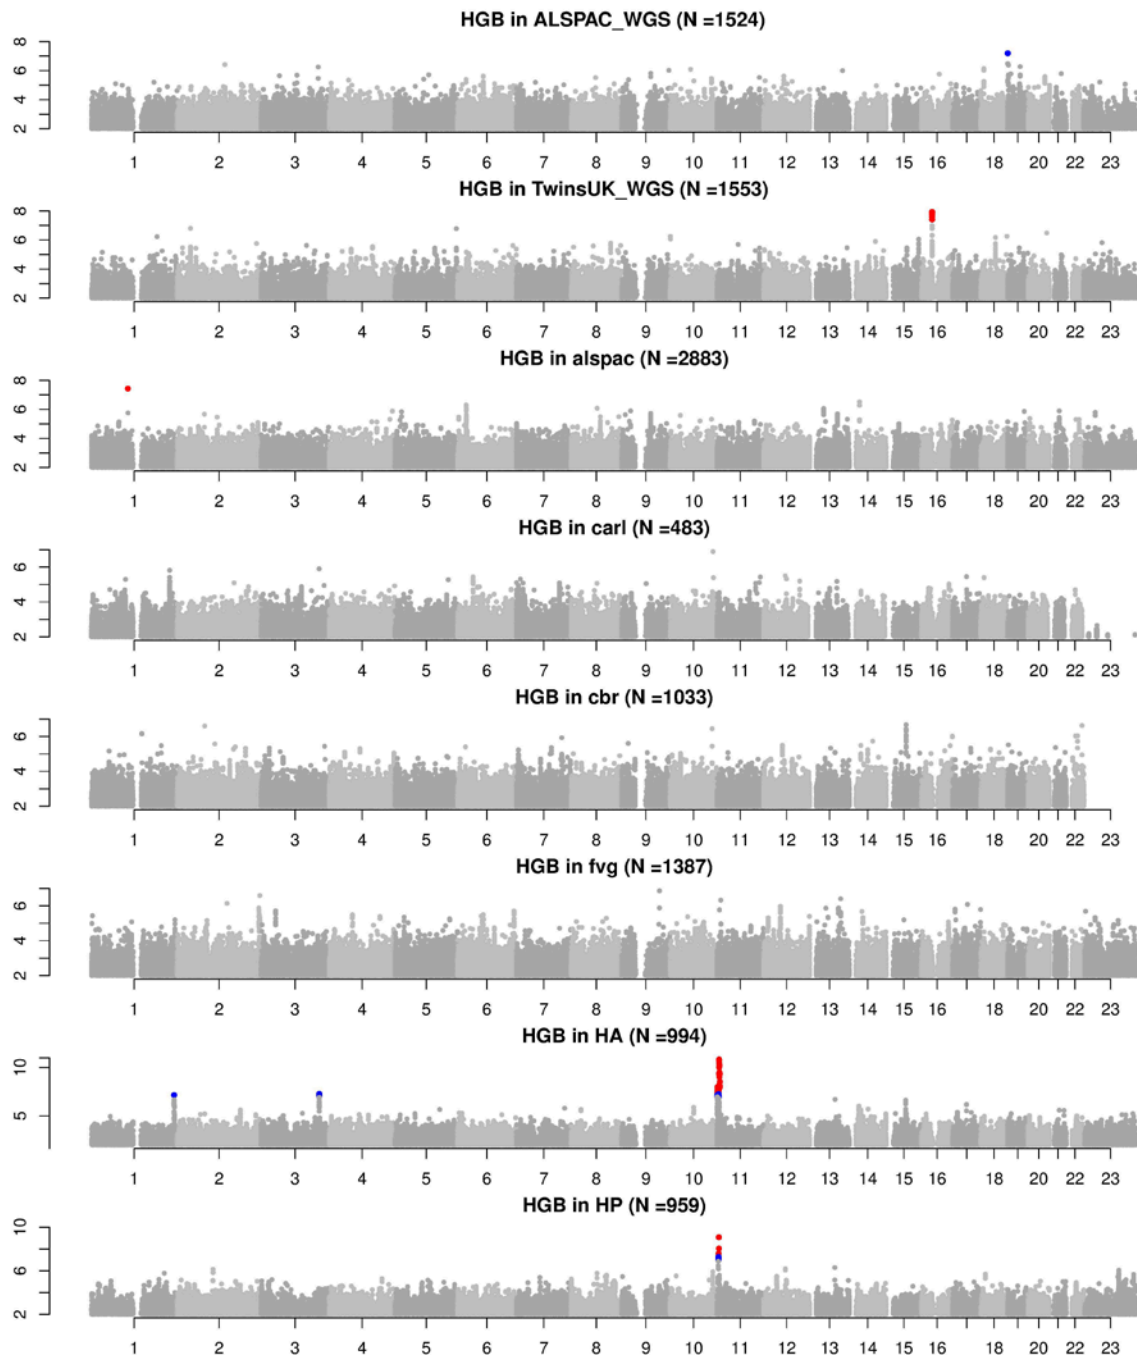 HGB in ALSPAC_WGS (N =1524)
8
6
4
2
1 2 3 4 5 6 7 8 9 10 11 12 13 14 15 16 18 20 22 23
HGB in TwinsUK_WGS (N =1553)
8
6
4
2
1 2 3 4 5 6 7 8 9 10 11 12 13 14 15 16 18 20 22 23
HGB in alspac (N =2883)
8
6
4
2
1 2 3 4 5 6 7 8 9 10 11 12 13 14 15 16 18 20 22 23
HGB in carl (N =483)
6
4
2
1 2 3 4 5 6 7 8 9 10 11 12 13 14 15 16 18 20 22 23
HGB in cbr (N =1033)
6
4
2
1 2 3 4 5 6 7 8 9 10 11 12 13 14 15 16 18 20 22 23
HGB in fvg (N =1387)
6
4
2
1 2 3 4 5 6 7 8 9 10 11 12 13 14 15 16 18 20 22 23
HGB in HA (N =994)
10
5
1 2 3 4 5 6 7 8 9 10 11 12 13 14 15 16 18 20 22 23
HGB in HP (N =959)
10
6
2
1 2 3 4 5 6 7 8 9 10 11 12 13 14 15 16 18 20 22 23